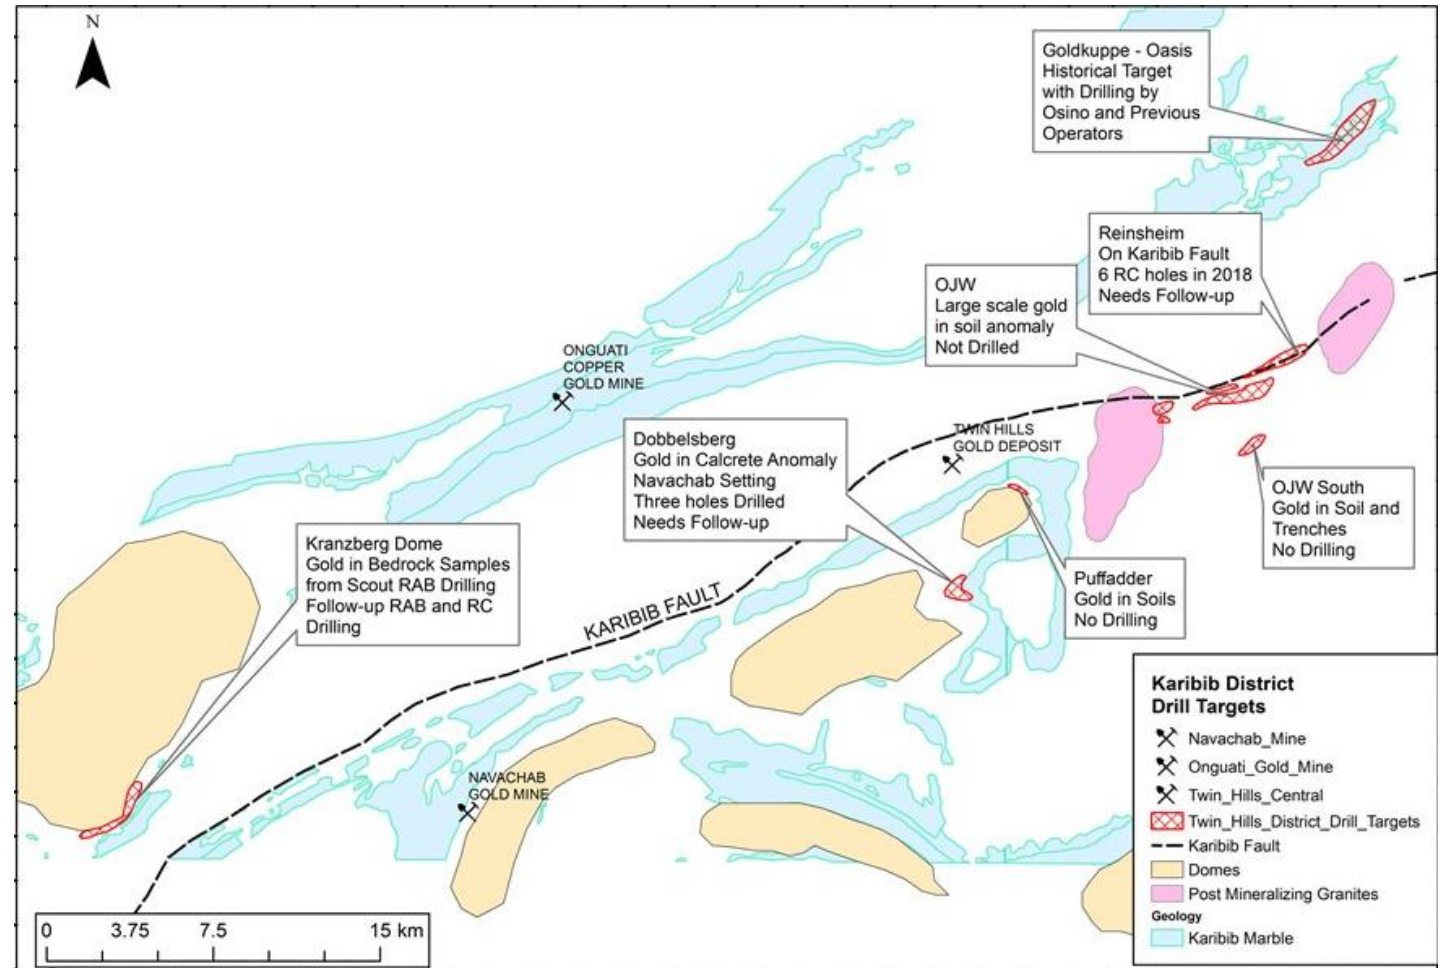 N
Goldkuppe - Oasis
Historical Target
with Drilling by
Osino and Previous
Operators
Reinsheim
On Karibib Fault
6 RC holes in 2018
Needs Follow-up
OJW
Large scale gold
in soil anomaly
Not Drilled
ONGUATI
COPPER
GOLD MINE
Dobbelsberg
Gold in Calcrete Anomaly
Navachab Setting
Three holes Drilled
Needs Follow-up
TWIN HILLS
GOLD DEPOSIT
OJW South
Gold in Soil and
Trenches
No Drilling
Kranzberg Dome
Gold in Bedrock Samples
from Scout RAB Drilling
Follow-up RAB and RC
Drilling
Puffadder
Gold in Soils
No Drilling
KARIBIB FAULT
NAVACHAB
GOLD MINE
Karibib District
Drill Targets
Navachab_Mine
Onguati_Gold_Mine
Twin_Hills_Central
Twin_Hills_District_Drill_Targets
Karibib Fault
Domes
Post Mineralizing Granites
Geology
Karibib Marble
0 3.75 7.5 15 km